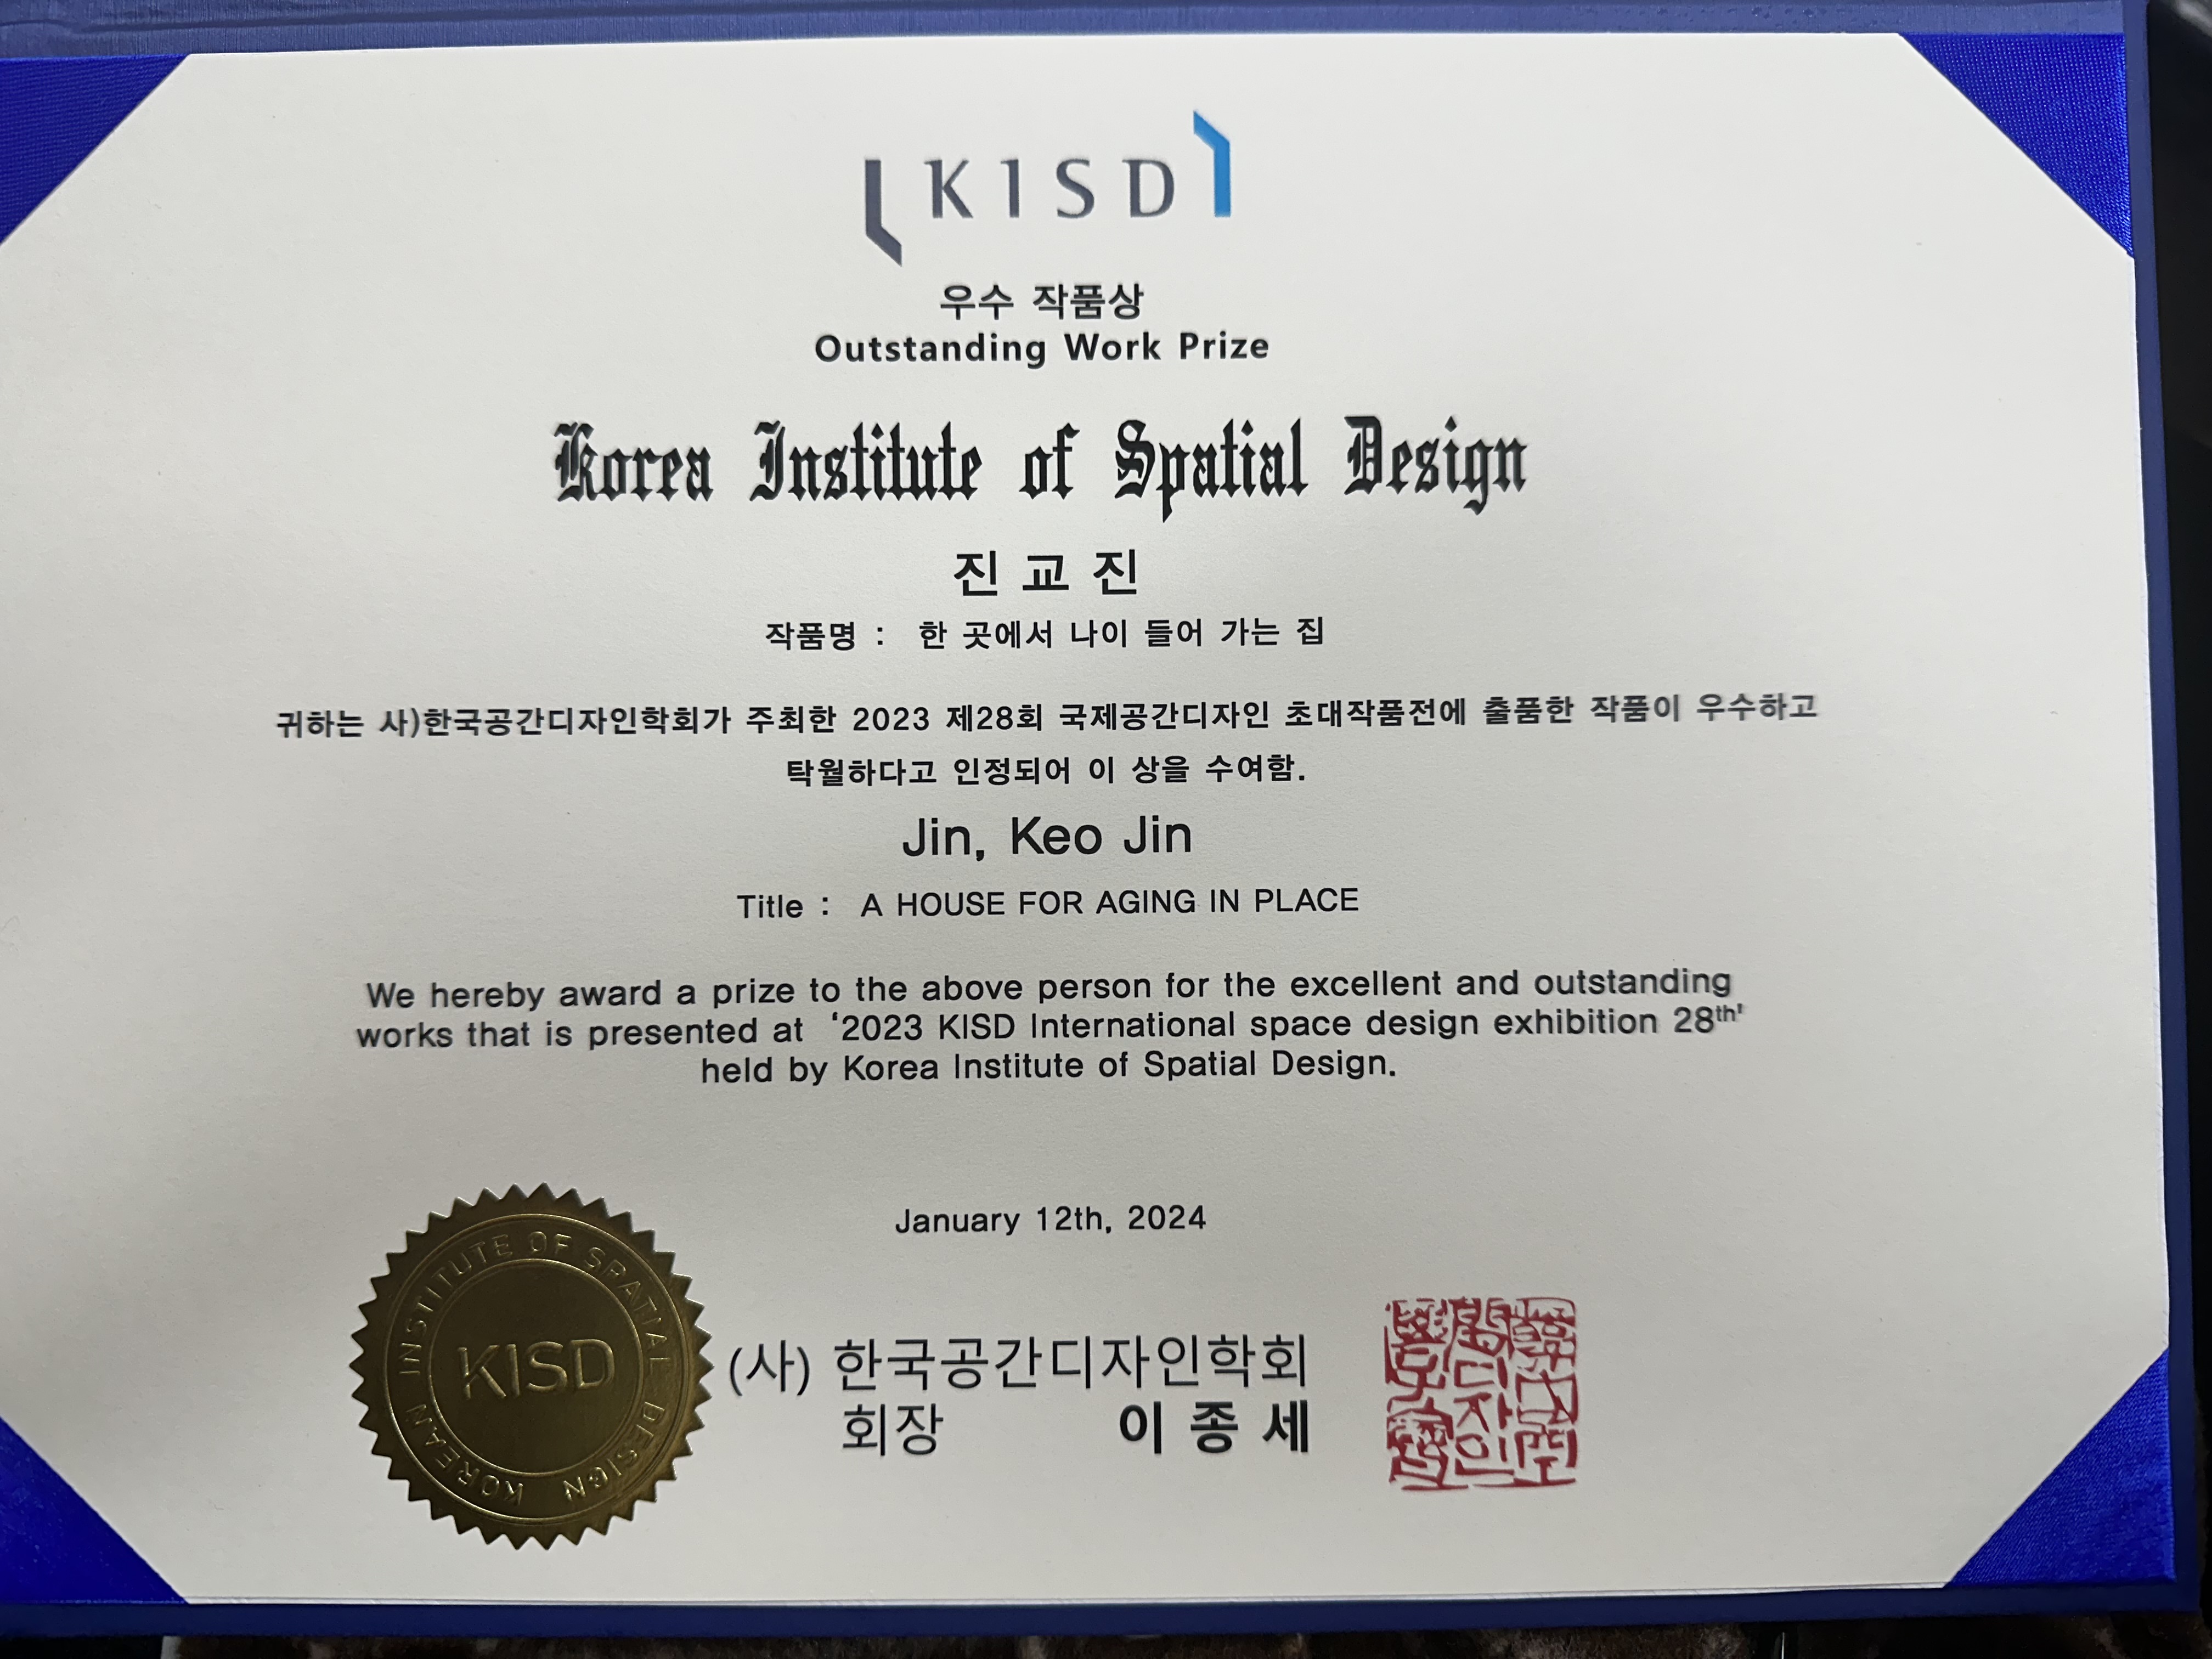 KISD
우수 작품상
Outstanding Work Prize
Korea Institute of Spatial Design
진 교 진
작품명 : 한 곳에서 나이 들어 가는 집
귀하는 사)한국공간디자인학회가 주최한 2023 제28회 국제공간디자인 초대작품전에 출품한 작품이 우수하고
탁월하다고 인정되어 이 상을 수여함.
Jin, Keo Jin
Title : A HOUSE FOR AGING IN PLACE
We hereby award a prize to the above person for the excellent and outstanding
works that is presented at ‘2023 KISD International space design exhibition 28th’
held by Korea Institute of Spatial Design.
January 12th, 2024
KOREAN INSTITUTE OF SPATIAL DESIGN
KISD
(사) 한국공간디자인학회
회장 이 종 세